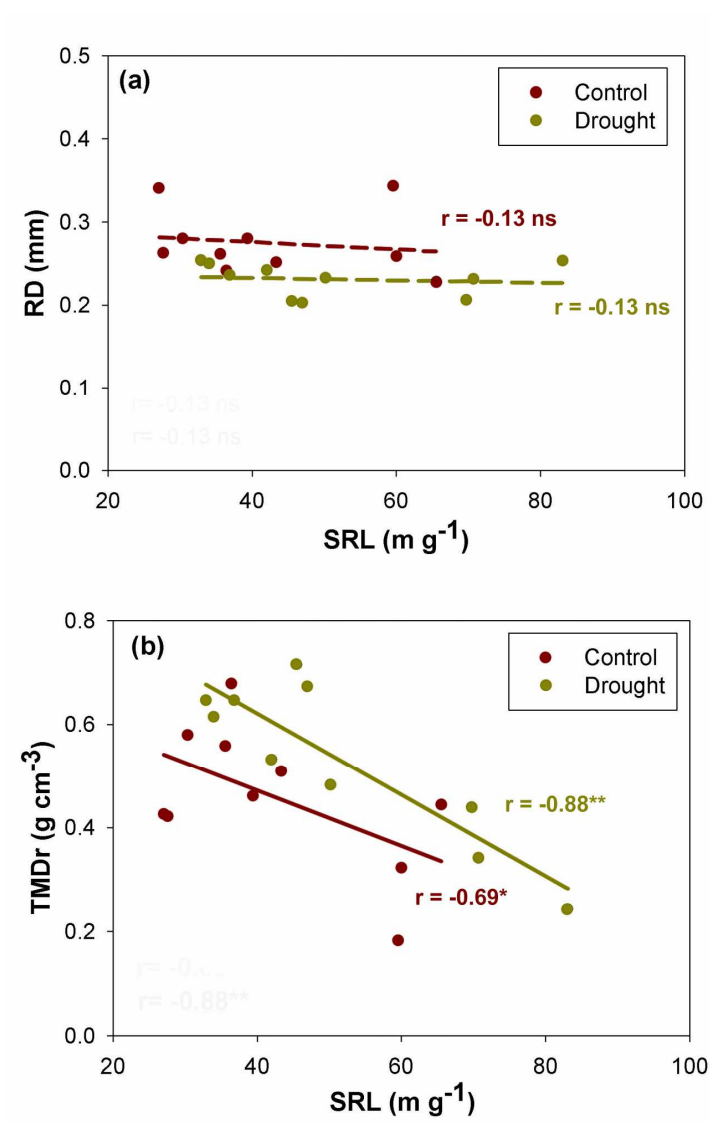 (a)
Control
Drought
0.5
0.4
0.3
0.2
0.1
0.0
RD (mm)
r = -0.13 ns
r = -0.13 ns
r= -0.13 ns
r= -0.13 ns
20 40 60 80 100
SRL (m g-1)
(b)
Control
Drought
0.8
0.6
0.4
0.2
0.0
TMDr (g cm-3)
r = -0.88**
r = -0.69*
r= -0.88**
20 40 60 80 100
SRL (m g-1)